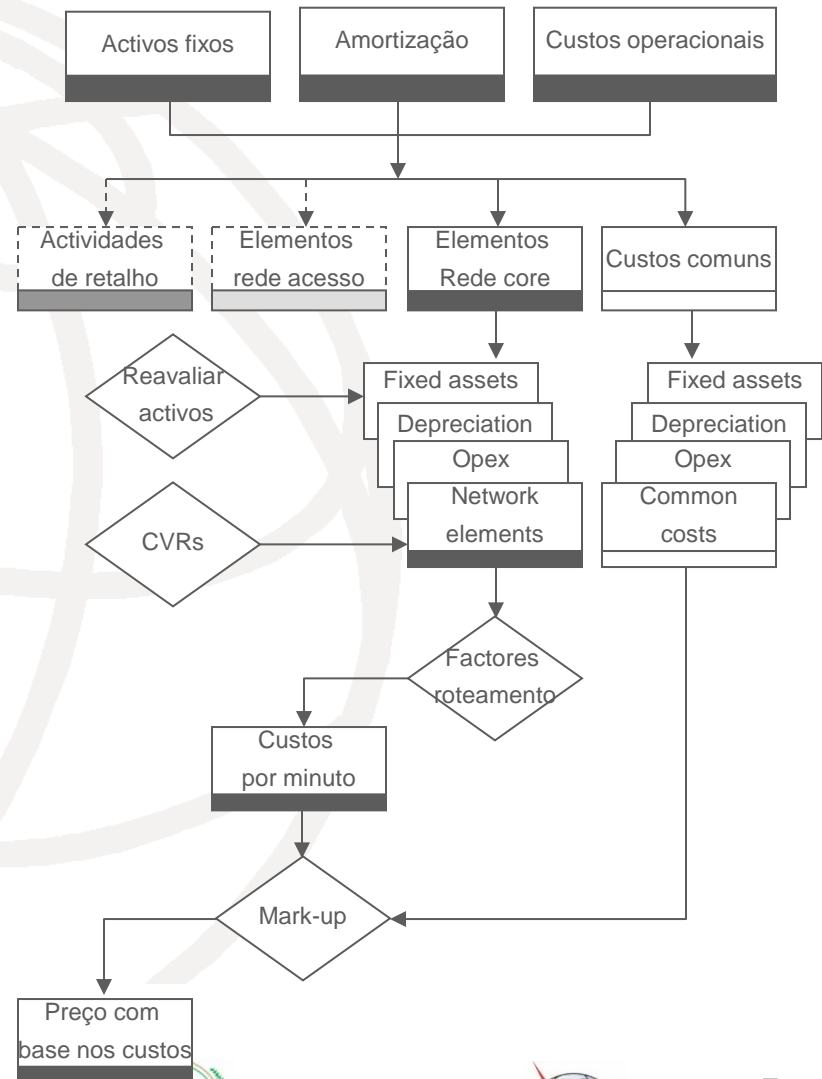 Activos fixos
Amortização
Custos operacionais
Actividades
de retalho
Elementos
rede acesso
Elementos
Rede core
Custos comuns
Reavaliar
activos
Fixed assets
Depreciation
Opex
Network
elements
Fixed assets
Depreciation
Opex
Common
costs
CVRs
Factores
roteamento
Custos
por minuto
Mark-up
Preço com
base nos custos